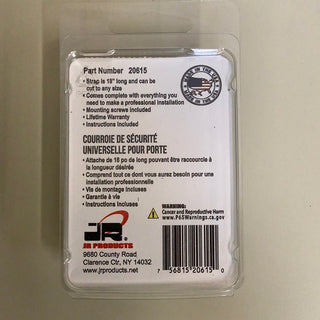 Part Number 20615
• Strap is 18" long and can be
cut to any size
• Comes complete with everything you
need to make a professional installation
• Mounting screws included
• Lifetime Warranty
• Instructions Included
MADE IN THE USA
COURROIE DE SÉCURITÉ
UNIVERSELLE POUR PORTE
• Attache de 18 po de long pouvant être raccourcie à
la longueur désirée
• Comprend tout ce dont vous aurez besoin pour une
installation professionnelle
• Vis de montage incluses
• Garantie à vie
• Instructions Incluses
JR
JR PRODUCTS
9680 County Road
Clarence Ctr, NY 14032
www.jrproducts.net
WARNING:
Cancer and Reproductive Harm
www.P65Warnings.ca.gov
7 56815 20615 0